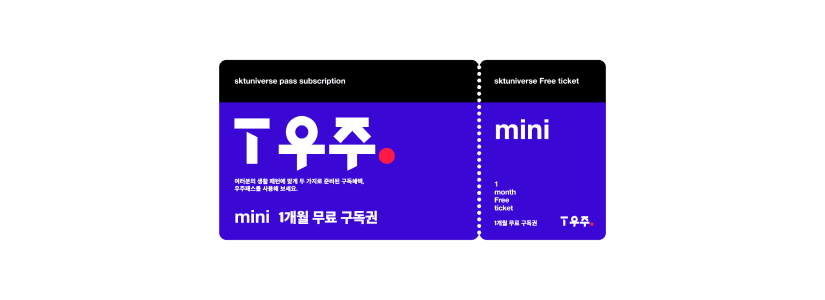 sktuniverse pass subscription
T우주.
여러분의 생활 패턴에 맞게 두 가지로 준비된 구독혜택,
우주패스를 사용해 보세요.
mini 1개월 무료 구독권
sktuniverse Free ticket
mini
1
month
Free
ticket
1개월 무료 구독권
T우주.